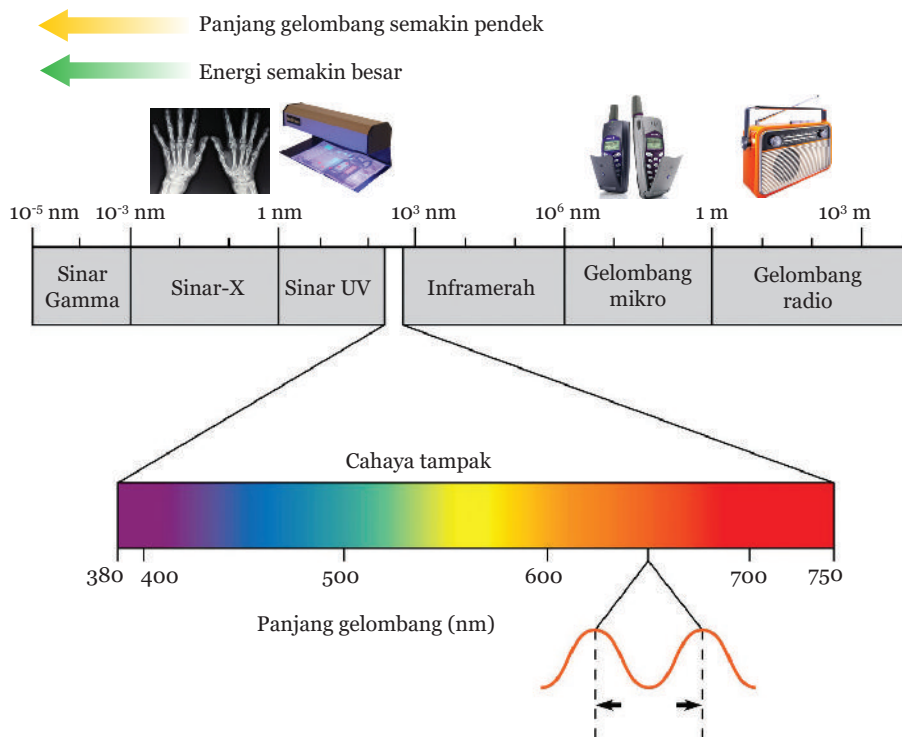 Panjang gelombang semakin pendek
Energi semakin besar
10⁻⁵ nm 10⁻³ nm 1 nm 10³ nm 10⁶ nm 1 m 10³ m
Sinar Gamma
Sinar-X
Sinar UV
Inframerah
Gelombang mikro
Gelombang radio
Cahaya tampak
380 400 500 600 700 750
Panjang gelombang (nm)